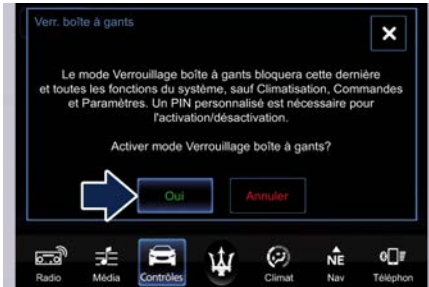 Verr. boîte à gants
Le mode Verrouillage boîte à gants bloquera cette dernière
et toutes les fonctions du système, sauf Climatisation, Commandes
et Paramètres. Un PIN personnalisé est nécessaire pour
l'activation/désactivation.
Activer mode Verrouillage boîte à gants?
Oui
Annuler
NE
Radio
Média
Contrôles
Climat
Nav
Téléphon